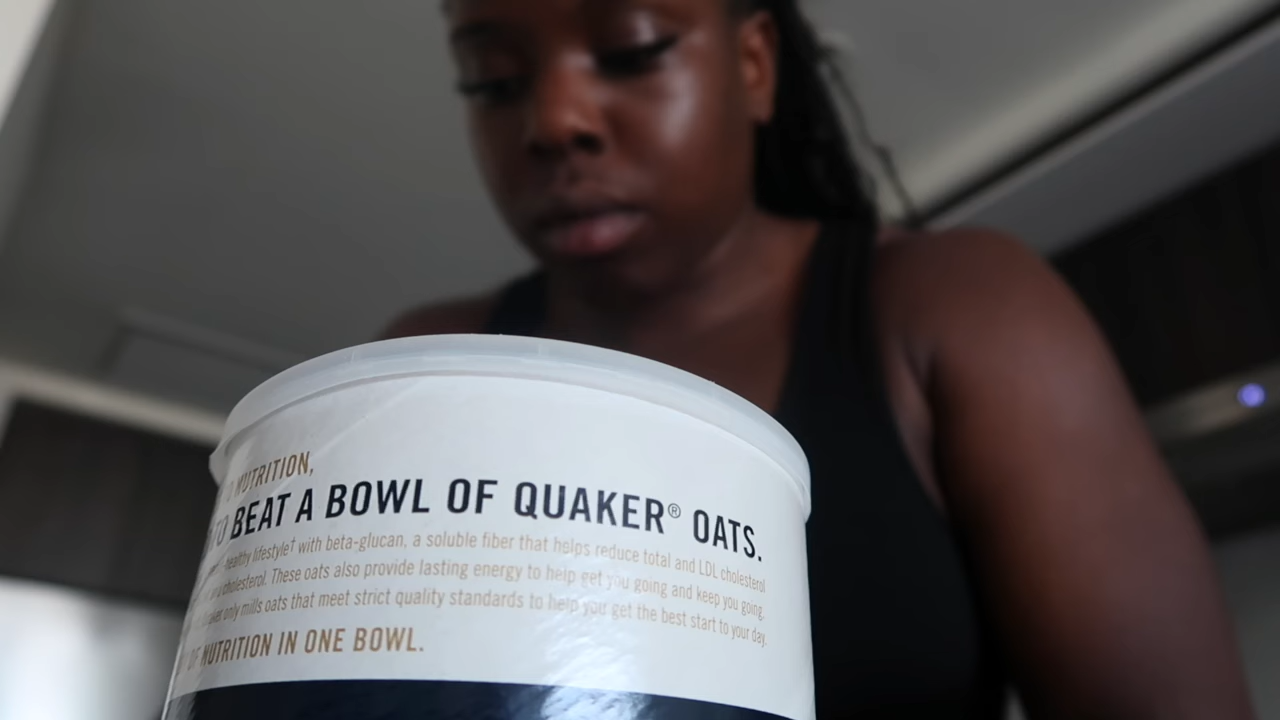 NUTRITION,
TO BEAT A BOWL OF QUAKER® OATS.
-healthy lifestyle† with beta-glucan, a soluble fiber that helps reduce total and LDL cholesterol
cholesterol. These oats also provide lasting energy to help get you going and keep you going.
only mills oats that meet strict quality standards to help you get the best start to your day.
OF NUTRITION IN ONE BOWL.